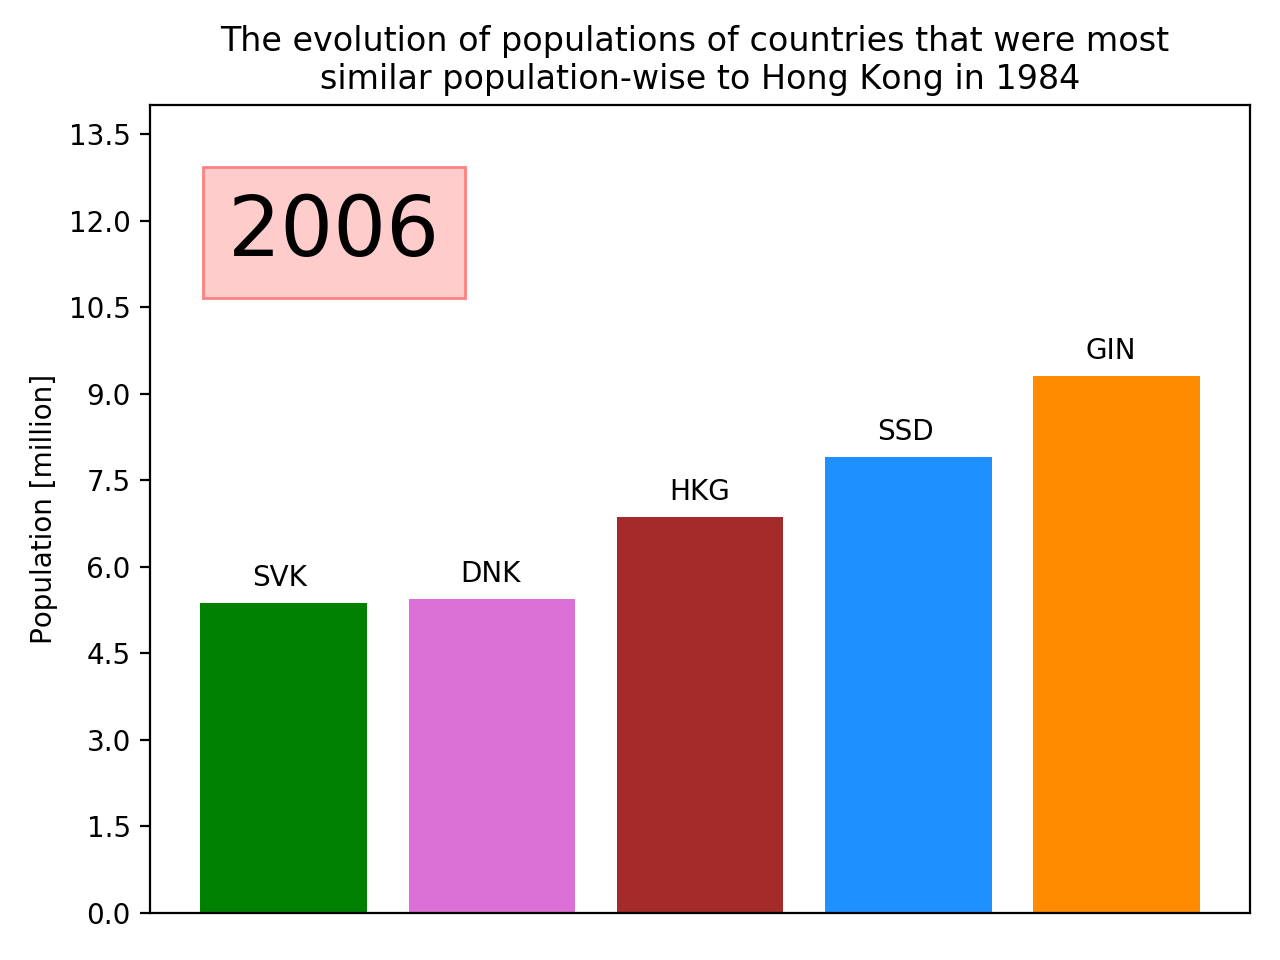 The evolution of populations of countries that were most
similar population-wise to Hong Kong in 1984
13.5
12.0
10.5
9.0
7.5
6.0
4.5
3.0
1.5
0.0
Population [million]
2006
SVK
DNK
HKG
SSD
GIN